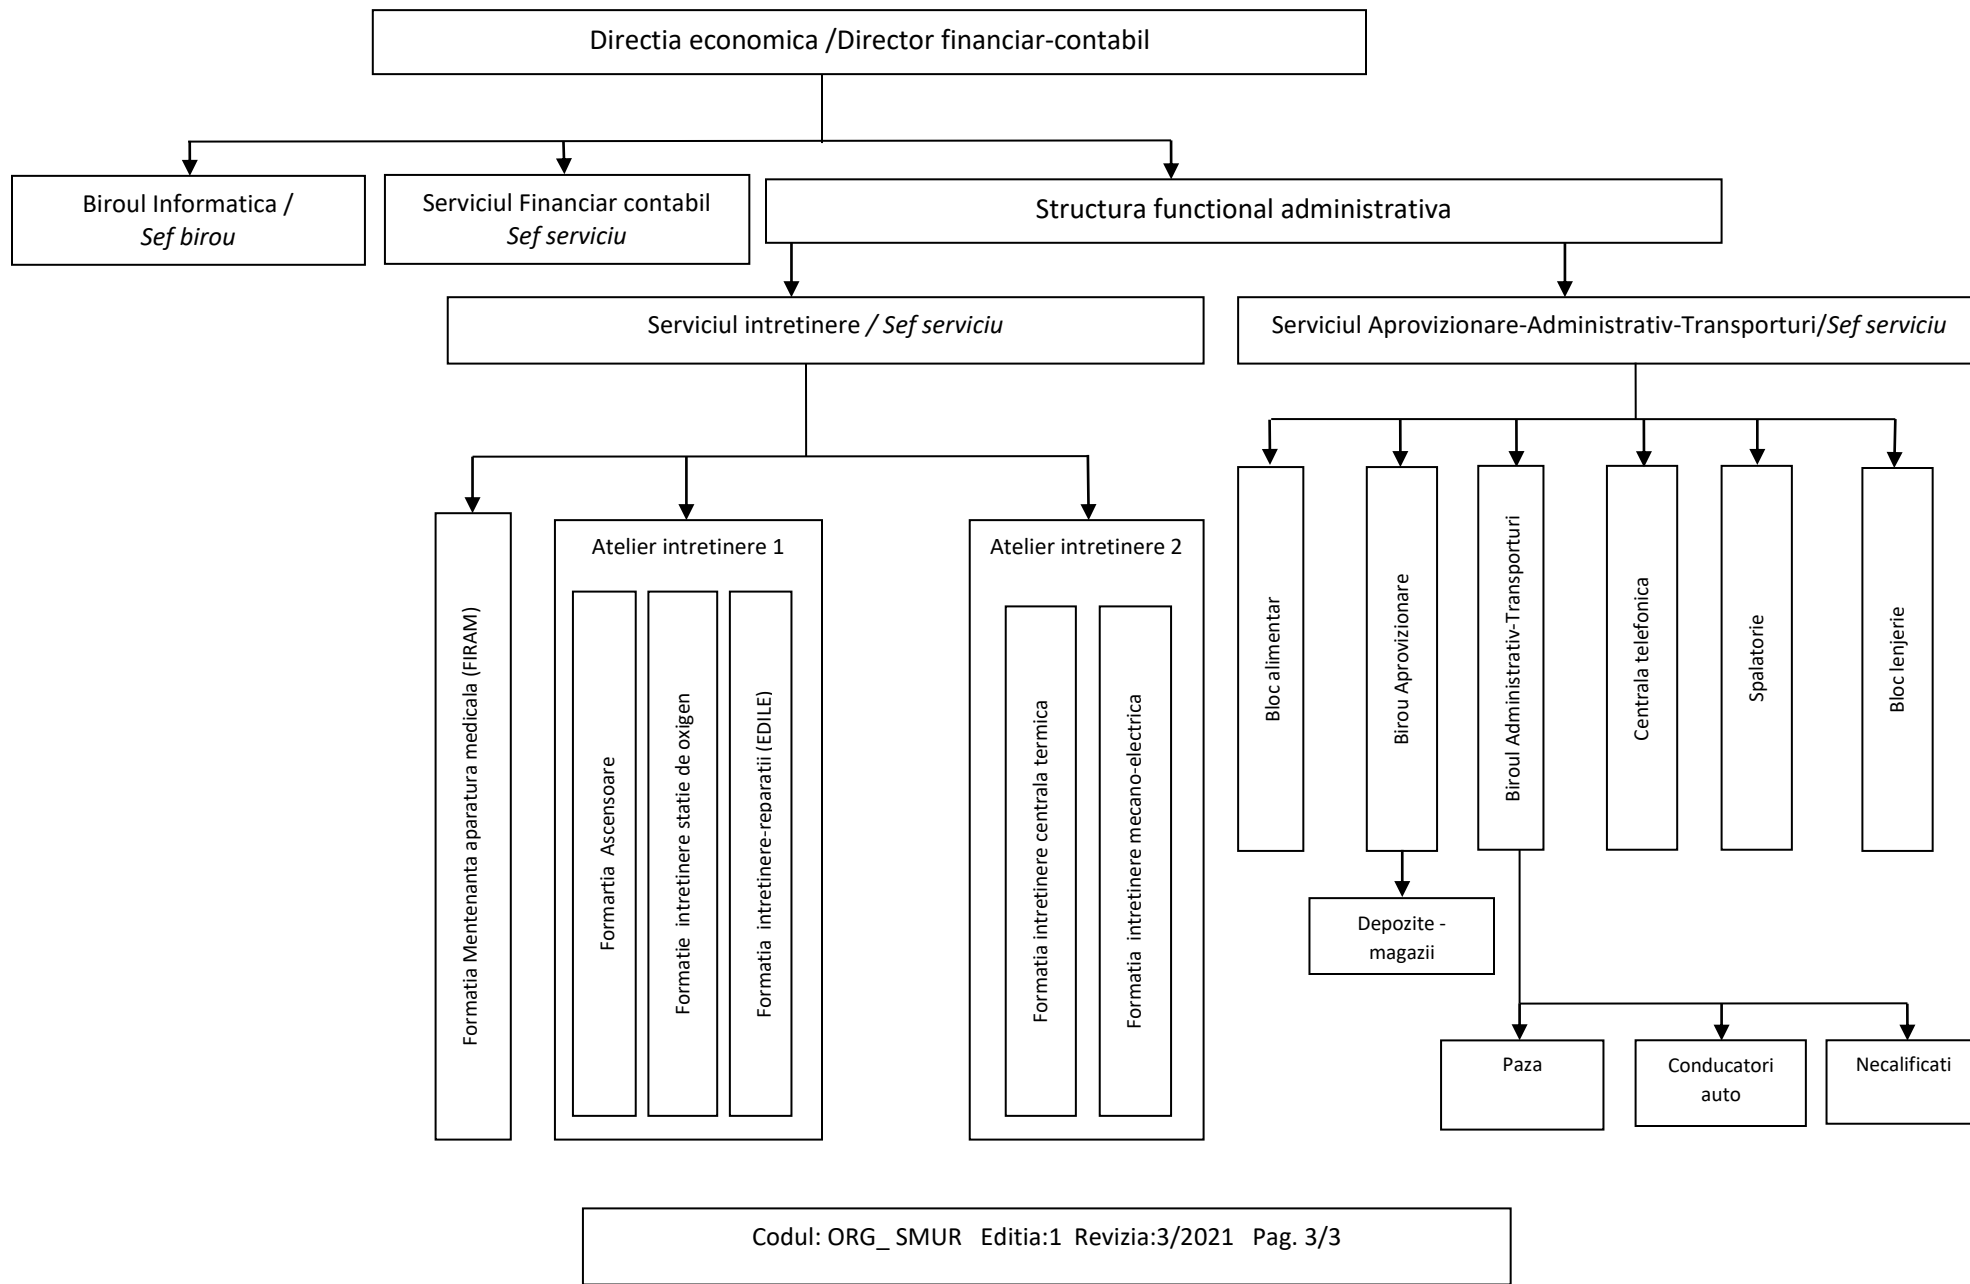 Directia economica /Director financiar-contabil
Biroul Informatica /
Sef birou
Serviciul Financiar contabil
Sef serviciu
Structura functional administrativa
Serviciul intretinere / Sef serviciu
Serviciul Aprovizionare-Administrativ-Transporturi/Sef serviciu
Formatia Mentenanta aparatura medicala (FIRAM)
Atelier intretinere 1
Formartia Ascensoare
Formatie intretinere statie de oxigen
Formatia intretinere-reparatii (EDILE)
Atelier intretinere 2
Formatia intretinere centrala termica
Formatia intretinere mecano-electrica
Bloc alimentar
Birou Aprovizionare
Biroul Administrativ-Transporturi
Centrala telefonica
Spalatorie
Bloc lenjerie
Depozite -
magazii
Paza
Conducatori
auto
Necalificati
Codul: ORG_ SMUR Editia:1 Revizia:3/2021 Pag. 3/3